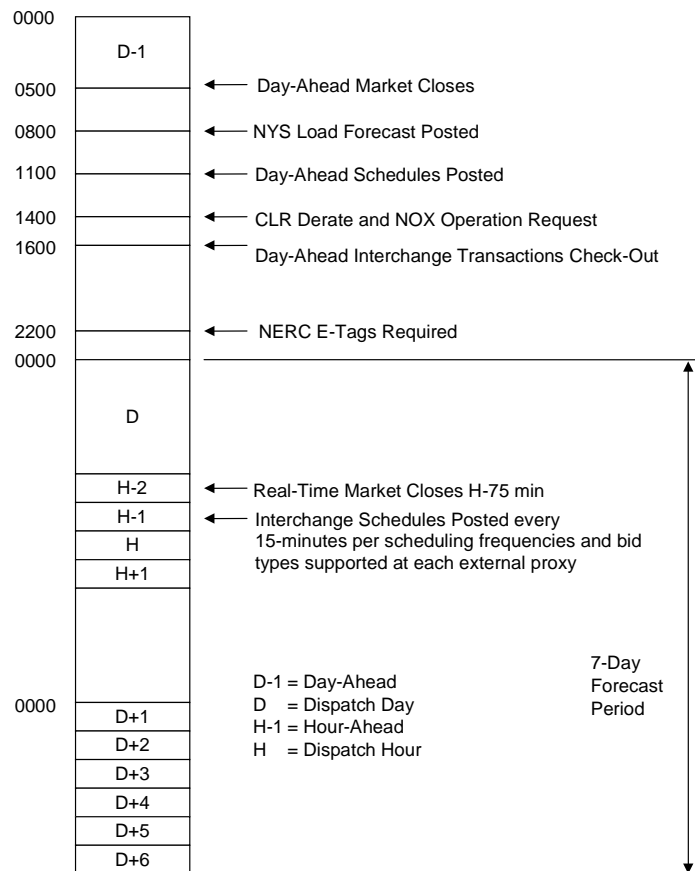 0000
D-1
0500
Day-Ahead Market Closes
0800
NYS Load Forecast Posted
1100
Day-Ahead Schedules Posted
1400
CLR Derate and NOX Operation Request
1600
Day-Ahead Interchange Transactions Check-Out
2200
NERC E-Tags Required
0000
D
H-2
Real-Time Market Closes H-75 min
H-1
Interchange Schedules Posted every
15-minutes per scheduling frequencies and bid
types supported at each external proxy
H
H+1
7-Day
Forecast
Period
D-1 = Day-Ahead
D = Dispatch Day
H-1 = Hour-Ahead
H = Dispatch Hour
0000
D+1
D+2
D+3
D+4
D+5
D+6